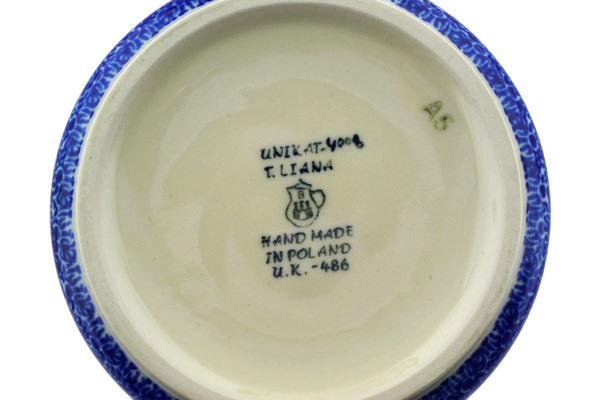 UNIKAT-4008
T. LIANA
HAND MADE
IN POLAND
U.K.-486
A5